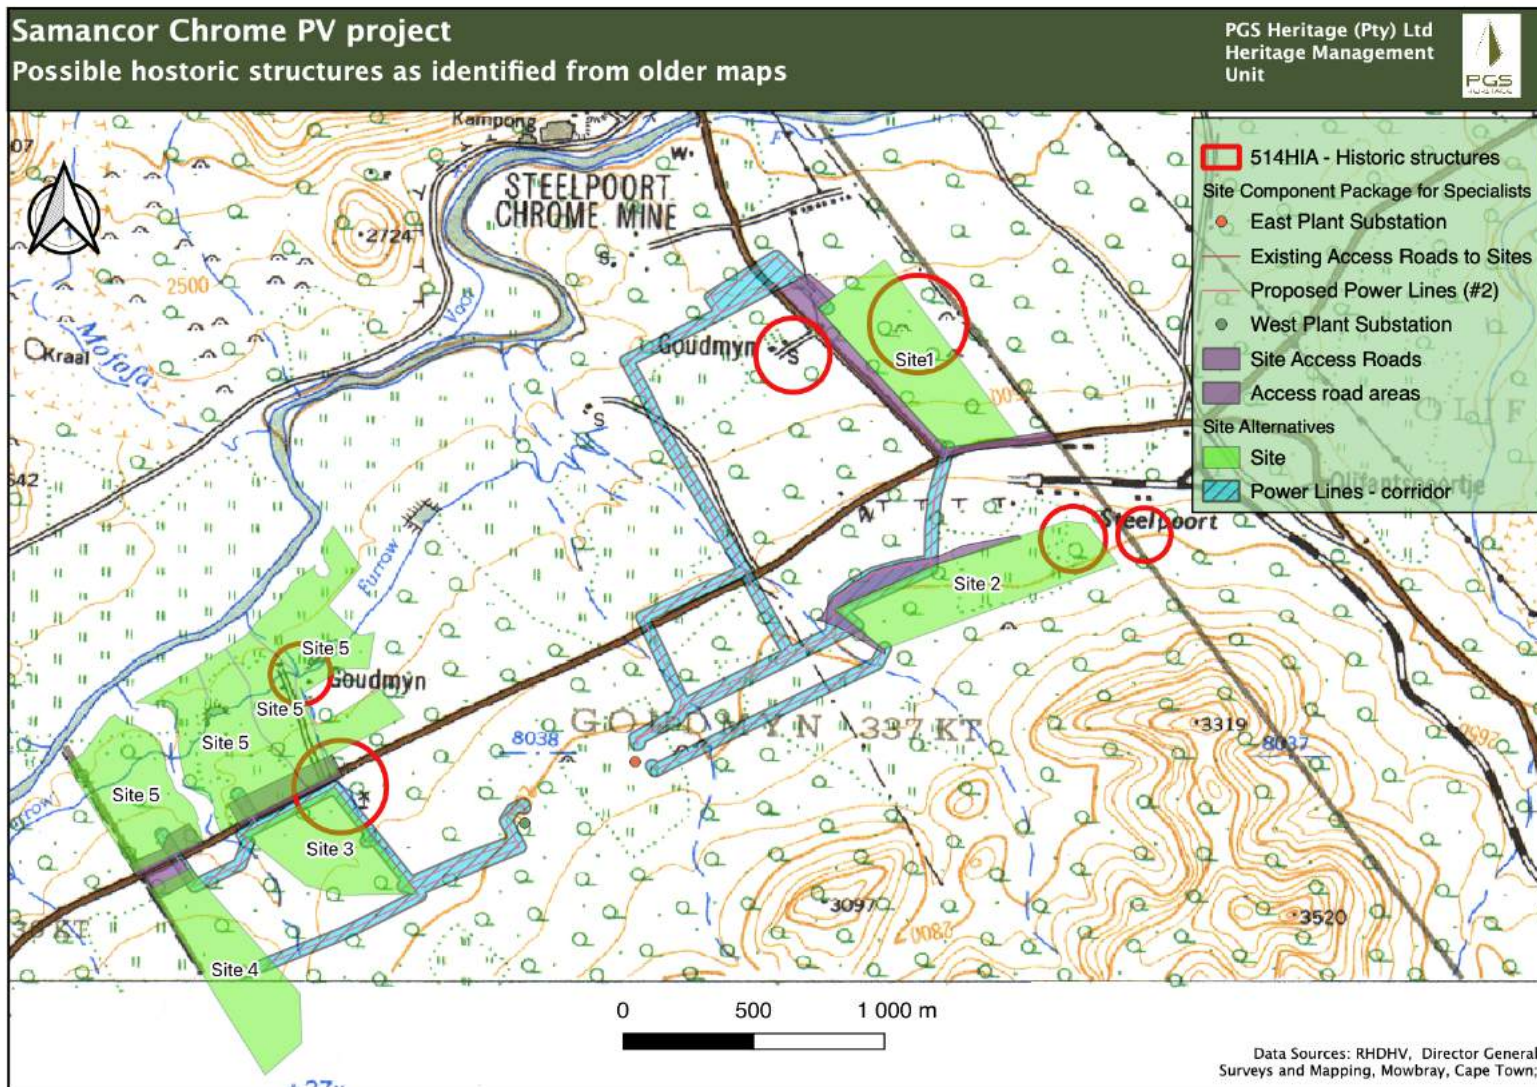 Samancor Chrome PV project
Possible hostoric structures as identified from older maps
PGS Heritage (Pty) Ltd
Heritage Management
Unit
PGS
514HIA - Historic structures
Site Component Package for Specialists
East Plant Substation
Existing Access Roads to Sites
Proposed Power Lines (#2)
West Plant Substation
Site Access Roads
Access road areas
Site Alternatives
Site
Power Lines - corridor
Kampong
W.
STEELPOORT
CHROME MINE
2724
S.
2500
Kraal
Mofafa
Voor
Goudmyn
S
Site1
S
Olifantspoortje
W
Steelpoort
Furrow
Site 2
Site 5
Goudmyn
Site 5
Site 5
GOUDMYN 337 KT
3319
8038
8037
Site 5
Site 3
3097
3520
Site 4
0 500 1 000 m
Data Sources: RHDHV, Director General
Surveys and Mapping, Mowbray, Cape Town: